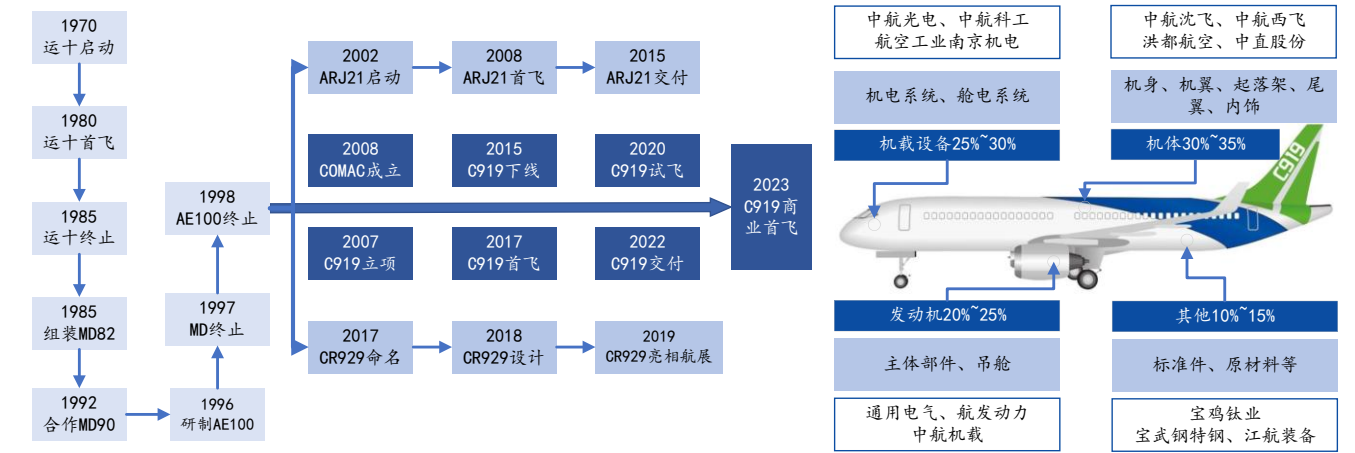 1970
运十启动
1980
运十首飞
1985
运十终止
1985
组装MD82
1992
合作MD90
1996
研制AE100
1997
MD终止
1998
AE100终止
2002
ARJ21启动
2008
ARJ21首飞
2015
ARJ21交付
2008
COMAC成立
2015
C919下线
2020
C919试飞
2007
C919立项
2017
C919首飞
2022
C919交付
2023
C919商
业首飞
2017
CR929命名
2018
CR929设计
2019
CR929亮相航展
中航光电、中航科工
航空工业南京机电
机电系统、舱电系统
机载设备25%~30%
中航沈飞、中航西飞
洪都航空、中直股份
机身、机翼、起落架、尾
翼、内饰
机体30%~35%
C919
发动机20%~25%
主体部件、吊舱
通用电气、航发动力
中航机载
其他10%~15%
标准件、原材料等
宝鸡钛业
宝武钢特钢、江航装备